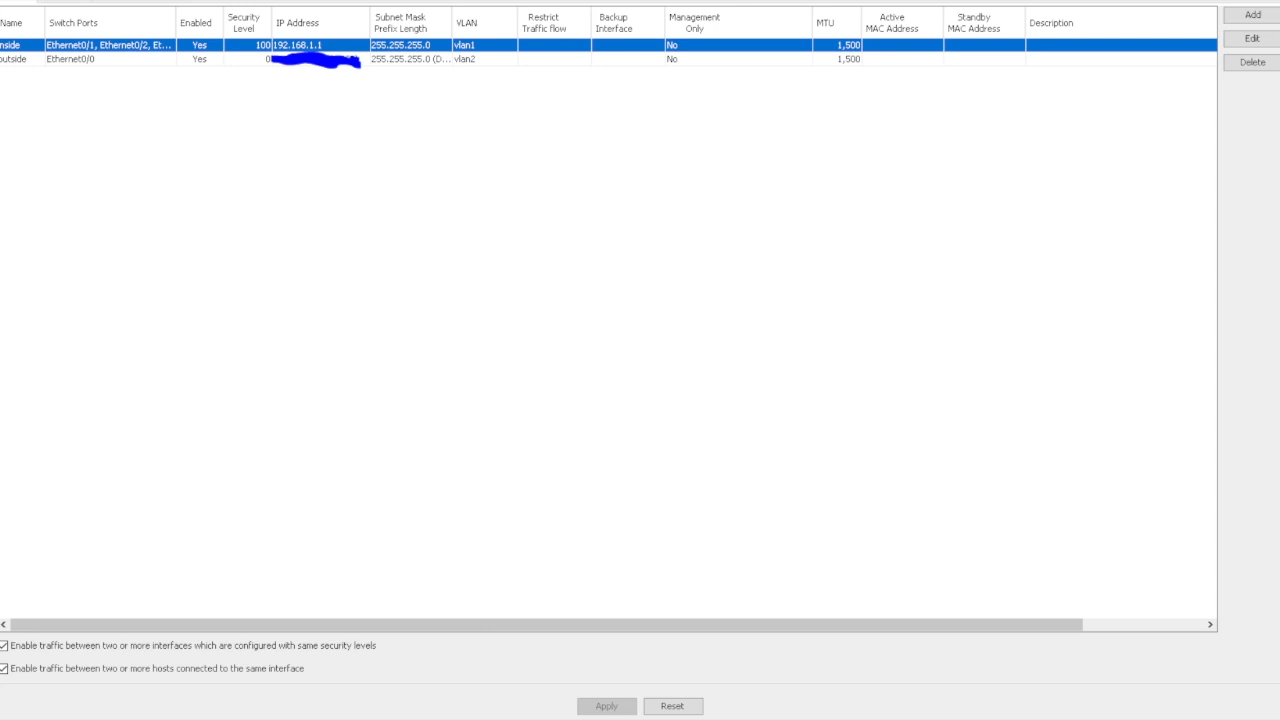 Name Switch Ports Enabled Security Level IP Address Subnet Mask Prefix Length VLAN Restrict Traffic flow Backup Interface Management Only MTU Active MAC Address Standby MAC Address Description
nside Ethernet0/1, Ethernet0/2, Et... Yes 100 192.168.1.1 255.255.255.0 vlan1 No 1,500
outside Ethernet0/0 Yes 0 255.255.255.0 (D... vlan2 No 1,500
Add
Edit
Delete
Enable traffic between two or more interfaces which are configured with same security levels
Enable traffic between two or more hosts connected to the same interface
Apply Reset